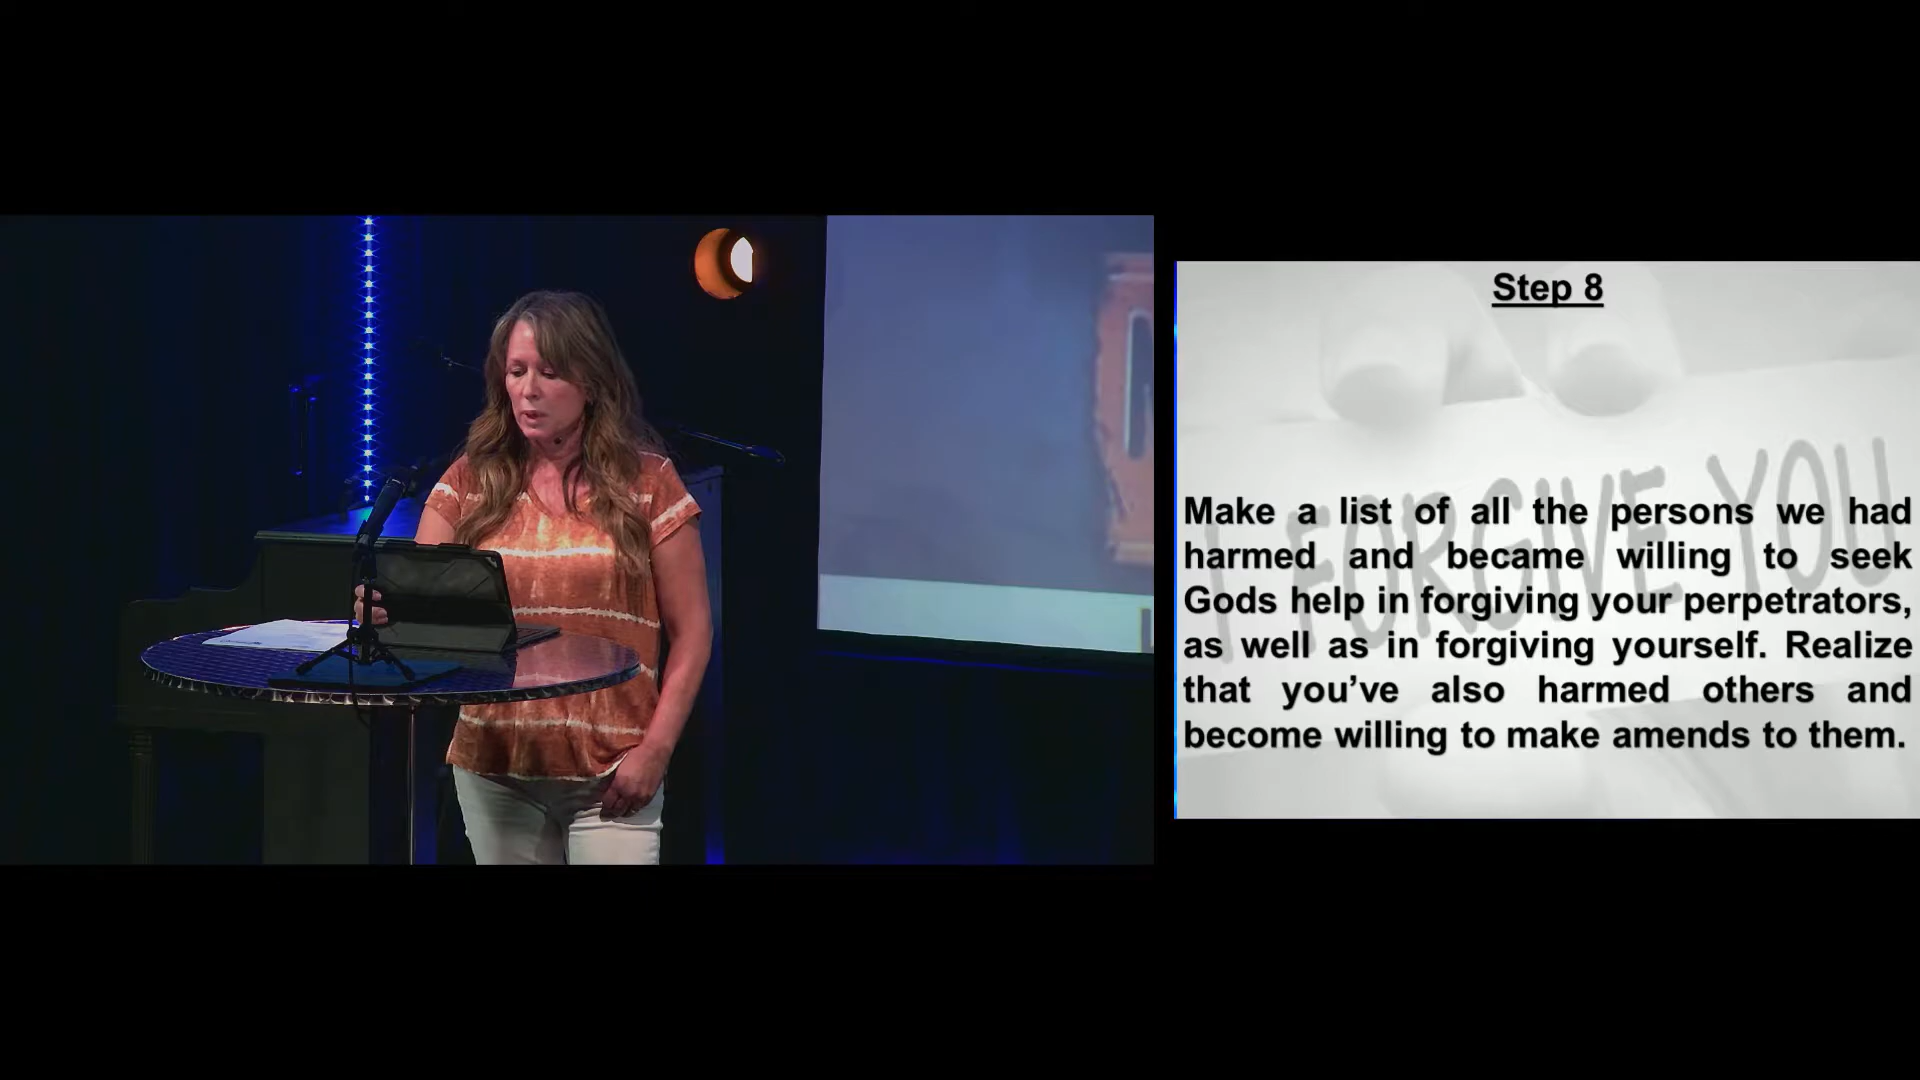 Step 8
I FORGIVE YOU
Make a list of all the persons we had
harmed and became willing to seek
Gods help in forgiving your perpetrators,
as well as in forgiving yourself. Realize
that you’ve also harmed others and
become willing to make amends to them.